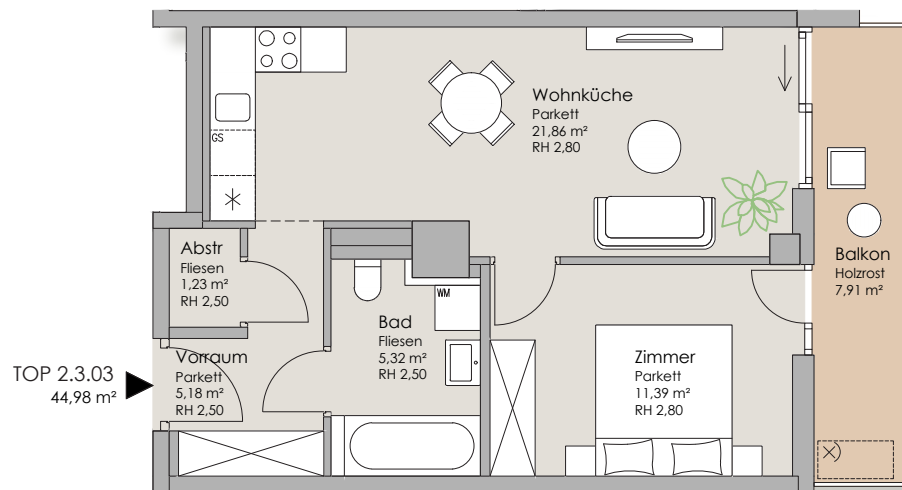 Wohnküche
Parkett
21,86 m²
RH 2,80
GS
Abstr
Fliesen
1,23 m²
RH 2,50
Balkon
Holzrost
7,91 m²
WM
Bad
Fliesen
5,32 m²
RH 2,50
Vorraum
Parkett
5,18 m²
RH 2,50
Zimmer
Parkett
11,39 m²
RH 2,80
TOP 2.3.03
44,98 m²